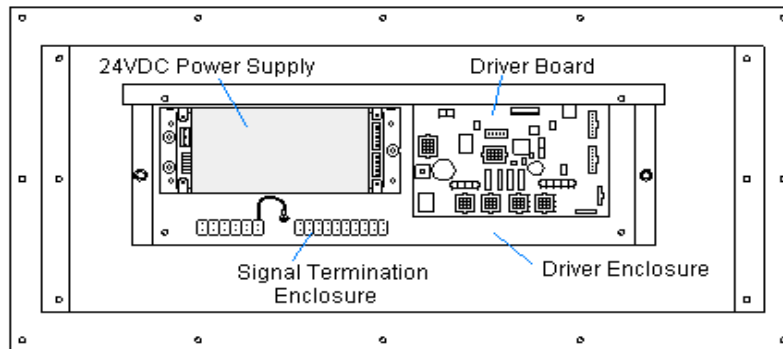 24VDC Power Supply
Driver Board
Signal Termination
Enclosure
Driver Enclosure